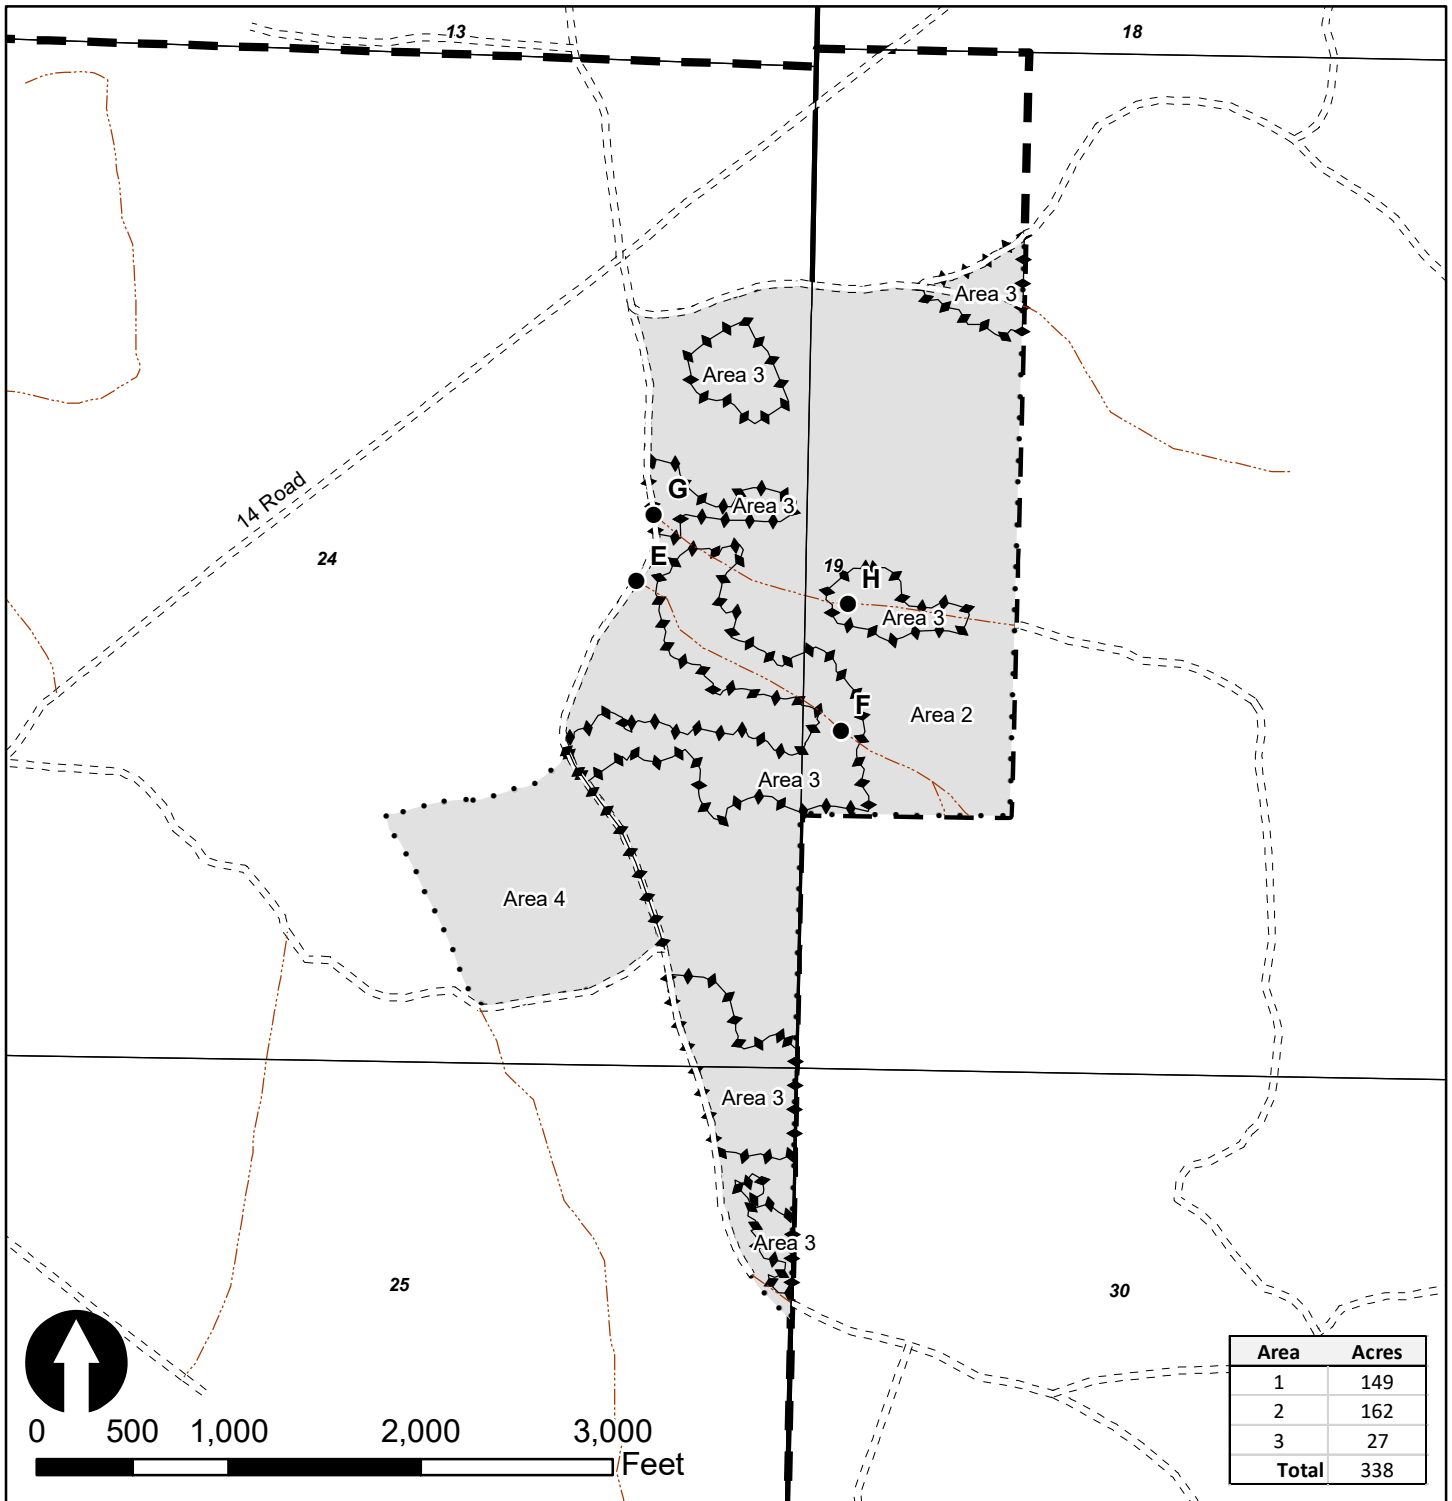 13
18
Area 3
Area 3
14 Road
G
Area 3
24
E
19
H
Area 3
F
Area 2
Area 3
Area 4
Area 3
Area 3
25
30
0 500 1,000 2,000 3,000
Feet
Area Acres
1 149
2 162
3 27
Total 338